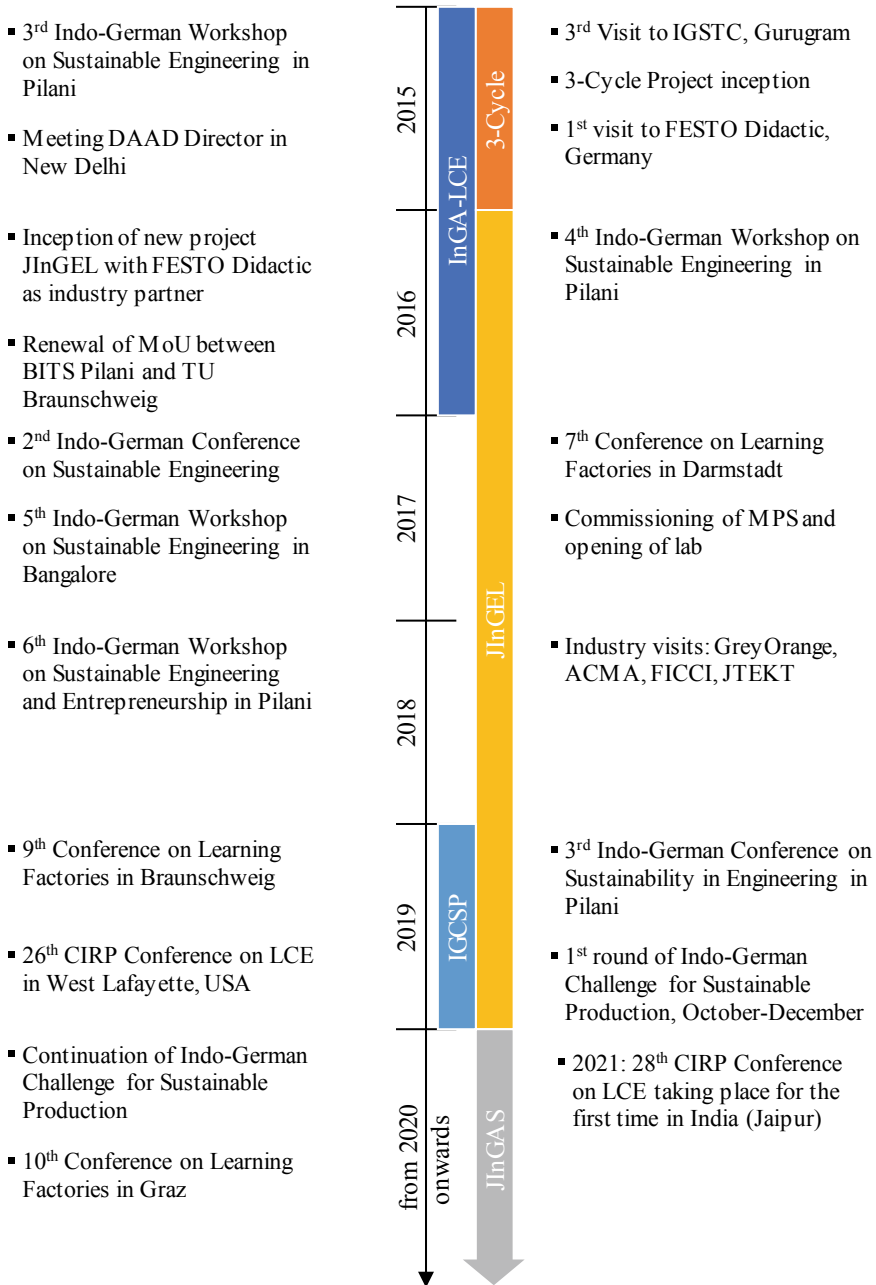 ▪ 3rd Indo-German Workshop
on Sustainable Engineering in
Pilani
▪ Meeting DAAD Director in
New Delhi
2015
InGA-LCE
3-Cycle
▪ 3rd Visit to IGSTC, Gurugram
▪ 3-Cycle Project inception
▪ 1st visit to FESTO Didactic,
Germany
▪ Inception of new project
JInGEL with FESTO Didactic
as industry partner
▪ Renewal of MoU between
BITS Pilani and TU
Braunschweig
2016
▪ 4th Indo-German Workshop on
Sustainable Engineering in
Pilani
▪ 2nd Indo-German Conference
on Sustainable Engineering
▪ 5th Indo-German Workshop
on Sustainable Engineering in
Bangalore
2017
JInGEL
▪ 7th Conference on Learning
Factories in Darmstadt
▪ Commissioning of MPS and
opening of lab
▪ 6th Indo-German Workshop
on Sustainable Engineering
and Entrepreneurship in Pilani
2018
▪ Industry visits: GreyOrange,
ACMA, FICCI, JTEKT
▪ 9th Conference on Learning
Factories in Braunschweig
▪ 26th CIRP Conference on LCE
in West Lafayette, USA
2019
IGCSP
▪ 3rd Indo-German Conference on
Sustainability in Engineering in
Pilani
▪ 1st round of Indo-German
Challenge for Sustainable
Production, October-December
▪ Continuation of Indo-German
Challenge for Sustainable
Production
▪ 10th Conference on Learning
Factories in Graz
from 2020
onwards
JInGAS
▪ 2021: 28th CIRP Conference
on LCE taking place for the
first time in India (Jaipur)